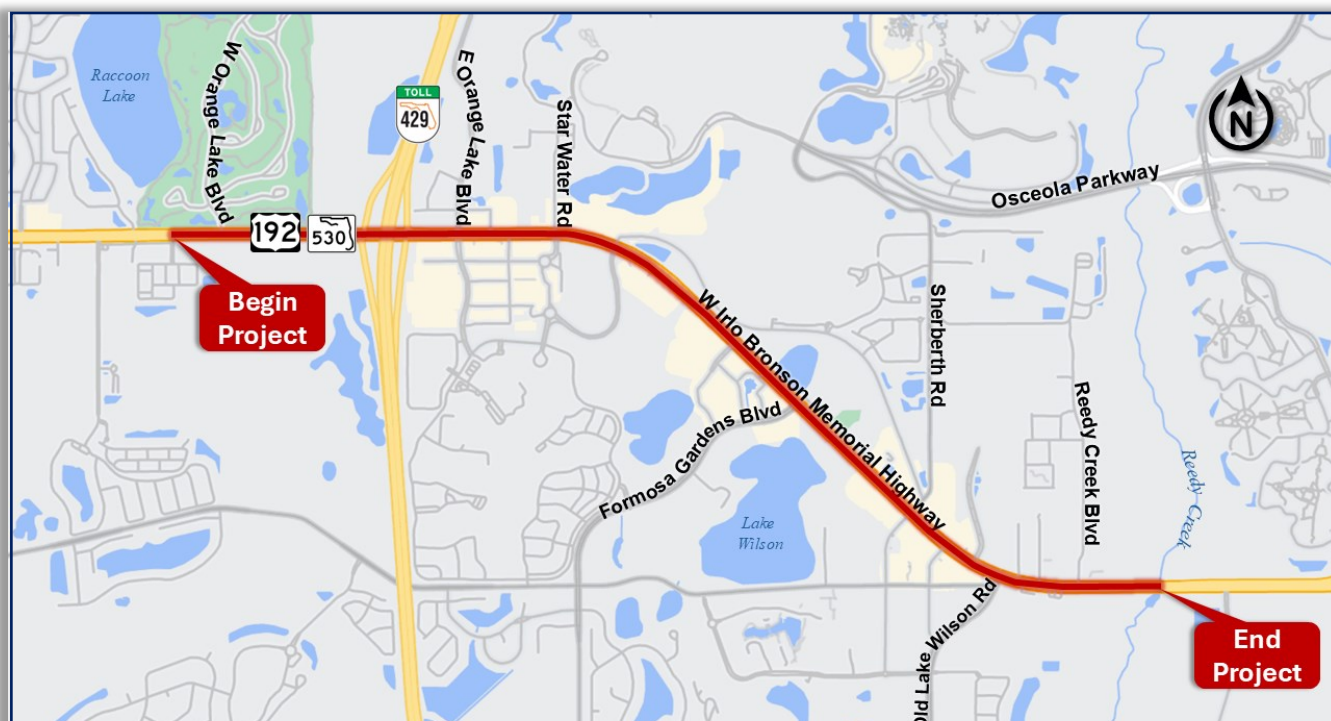 Raccoon
Lake
W Orange Lake Blvd
TOLL
429
E Orange Lake Blvd
Star Water Rd
N
Osceola Parkway
192
530
Begin
Project
W Irlo Bronson Memorial Highway
Sherberth Rd
Formosa Gardens Blvd
Reedy Creek Blvd
Reedy Creek
Lake
Wilson
Old Lake Wilson Rd
End
Project